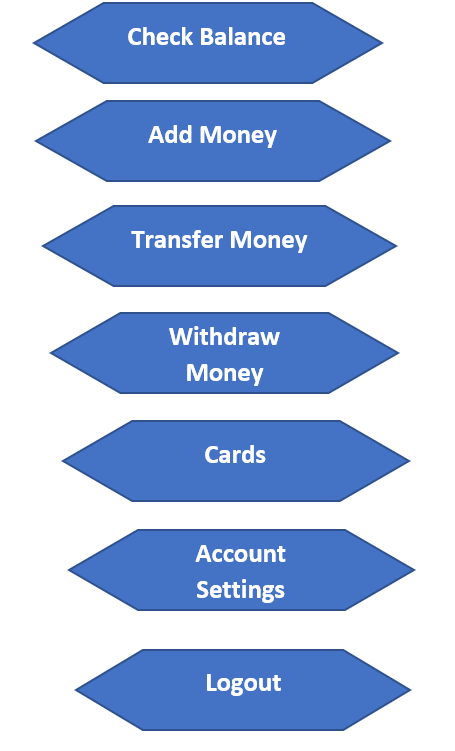 Check Balance
Add Money
Transfer Money
Withdraw
Money
Cards
Account
Settings
Logout